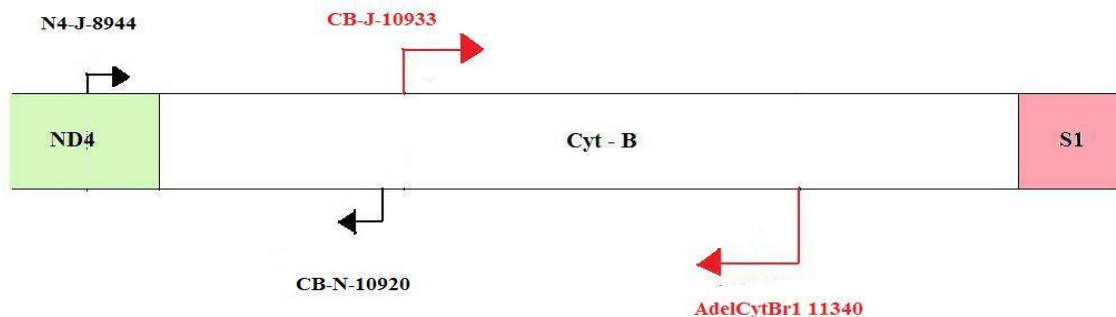 N4-J-8944
CB-J-10933
ND4
Cyt - B
S1
CB-N-10920
AdelCytBr1 11340